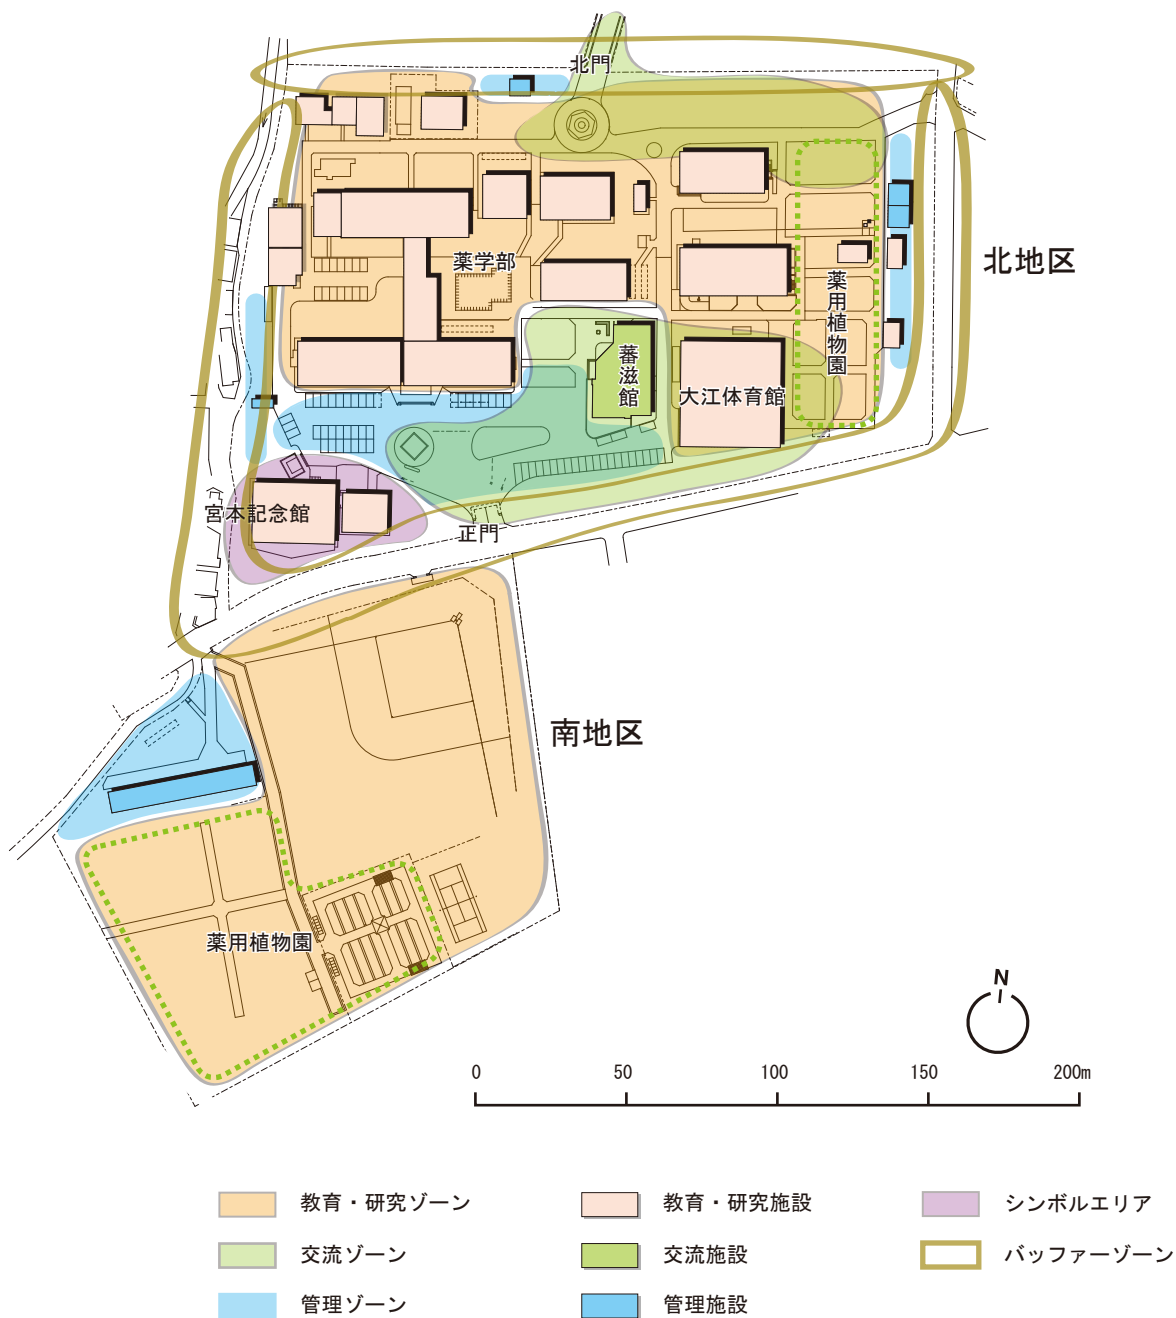 北門
北地区
薬学部
薬用植物園
蕃滋館
大江体育館
宮本記念館
正門
南地区
薬用植物園
N
0 50 100 150 200m
教育・研究ゾーン 教育・研究施設 シンボルエリア
交流ゾーン 交流施設 バッファーゾーン
管理ゾーン 管理施設